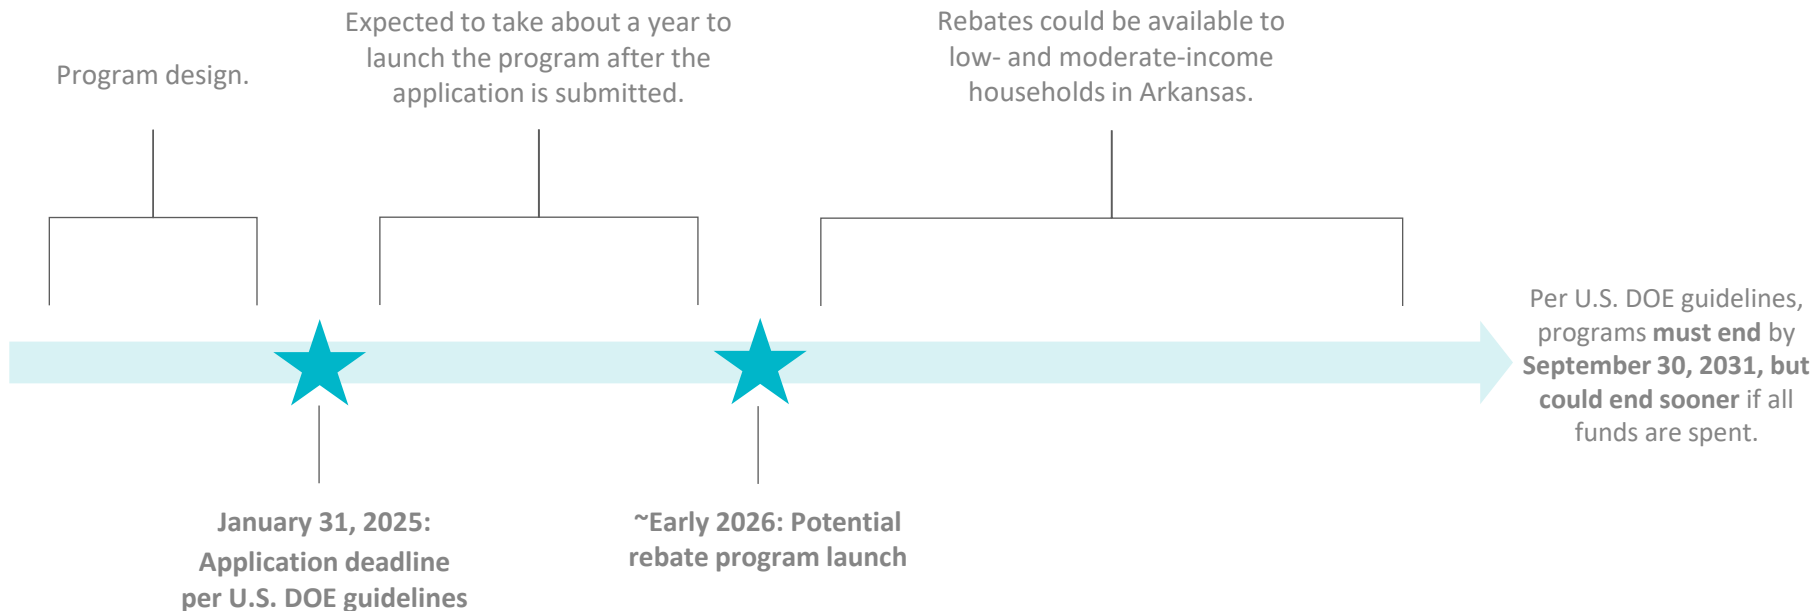 Program design.
Expected to take about a year to
launch the program after the
application is submitted.
Rebates could be available to
low- and moderate-income
households in Arkansas.
Per U.S. DOE guidelines,
programs must end by
September 30, 2031, but
could end sooner if all
funds are spent.
January 31, 2025:
Application deadline
per U.S. DOE guidelines
~Early 2026: Potential
rebate program launch